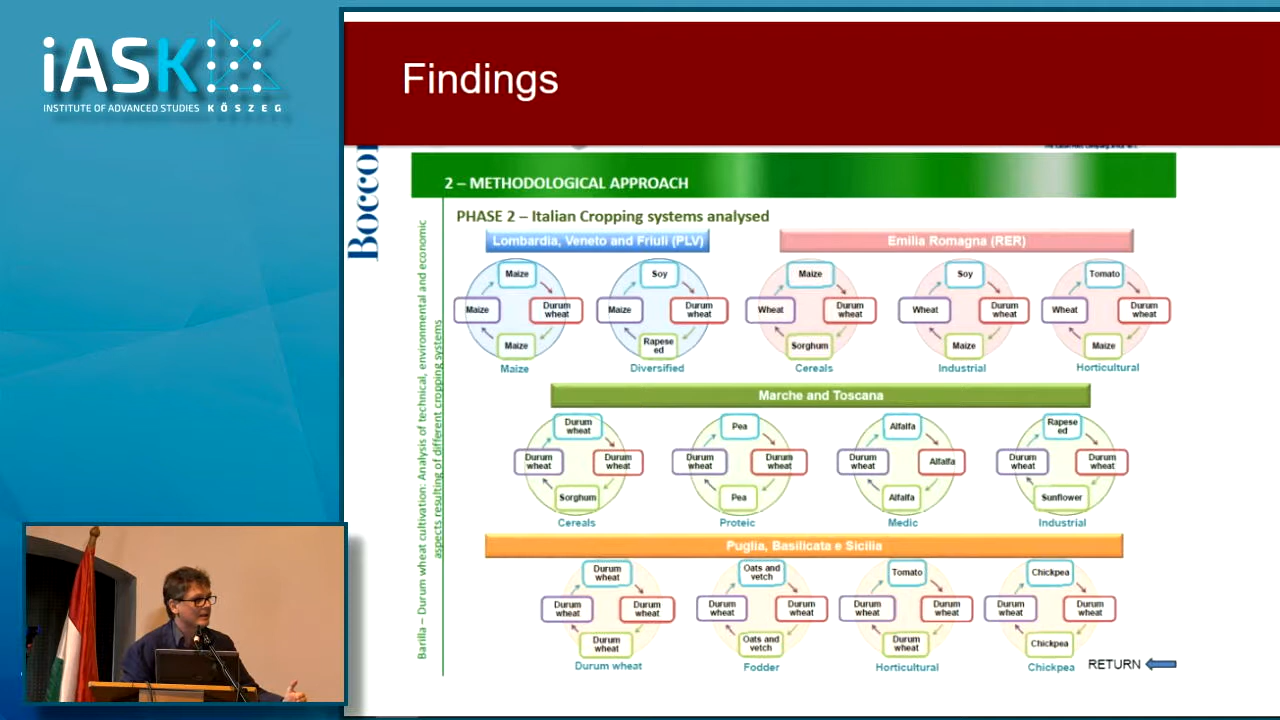 iASK
INSTITUTE OF ADVANCED STUDIES KŐSZEG
Findings
2 – METHODOLOGICAL APPROACH
PHASE 2 – Italian Cropping systems analysed
Barilla – Durum wheat cultivation: Analysis of technical, environmental and economic
aspects resulting of different cropping systems
Lombardia, Veneto and Friuli (PLV)
Maize
Maize
Durum
wheat
Maize
Maize
Soy
Maize
Durum
wheat
Rapese
ed
Diversified
Emilia Romagna (RER)
Maize
Wheat
Durum
wheat
Sorghum
Cereals
Soy
Wheat
Durum
wheat
Maize
Industrial
Tomato
Wheat
Durum
wheat
Maize
Horticultural
Marche and Toscana
Durum
wheat
Durum
wheat
Durum
wheat
Sorghum
Cereals
Pea
Durum
wheat
Durum
wheat
Pea
Proteic
Alfalfa
Durum
wheat
Alfalfa
Alfalfa
Medic
Rapese
ed
Durum
wheat
Durum
wheat
Sunflower
Industrial
Puglia, Basilicata e Sicilia
Durum
wheat
Durum
wheat
Durum
wheat
Durum
wheat
Durum wheat
Oats and
vetch
Durum
wheat
Durum
wheat
Oats and
vetch
Fodder
Tomato
Durum
wheat
Durum
wheat
Durum
wheat
Horticultural
Chickpea
Durum
wheat
Durum
wheat
Chickpea
Chickpea
RETURN